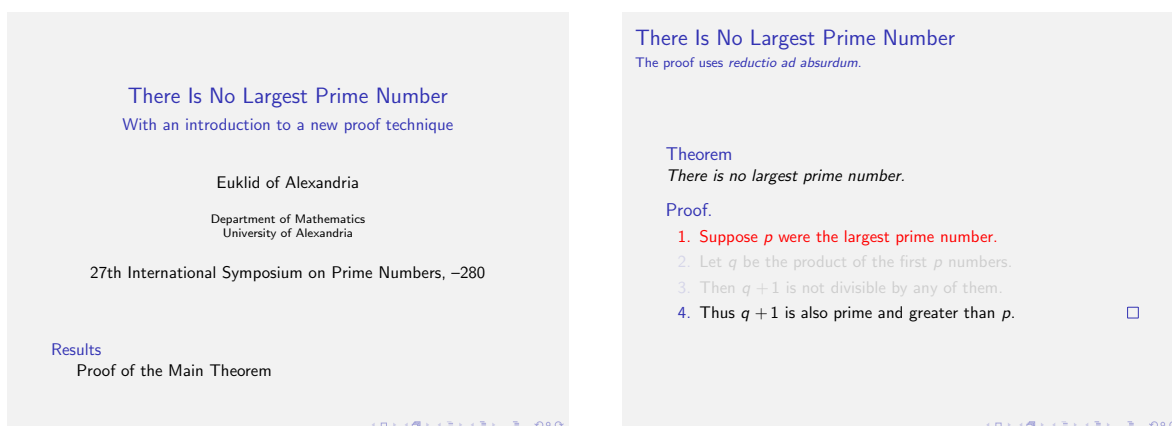 There Is No Largest Prime Number
With an introduction to a new proof technique
Euklid of Alexandria
Department of Mathematics
University of Alexandria
27th International Symposium on Prime Numbers, –280
Results
Proof of the Main Theorem
There Is No Largest Prime Number
The proof uses reductio ad absurdum.
Theorem
There is no largest prime number.
Proof.
1. Suppose p were the largest prime number.
2. Let q be the product of the first p numbers.
3. Then q + 1 is not divisible by any of them.
4. Thus q + 1 is also prime and greater than p.